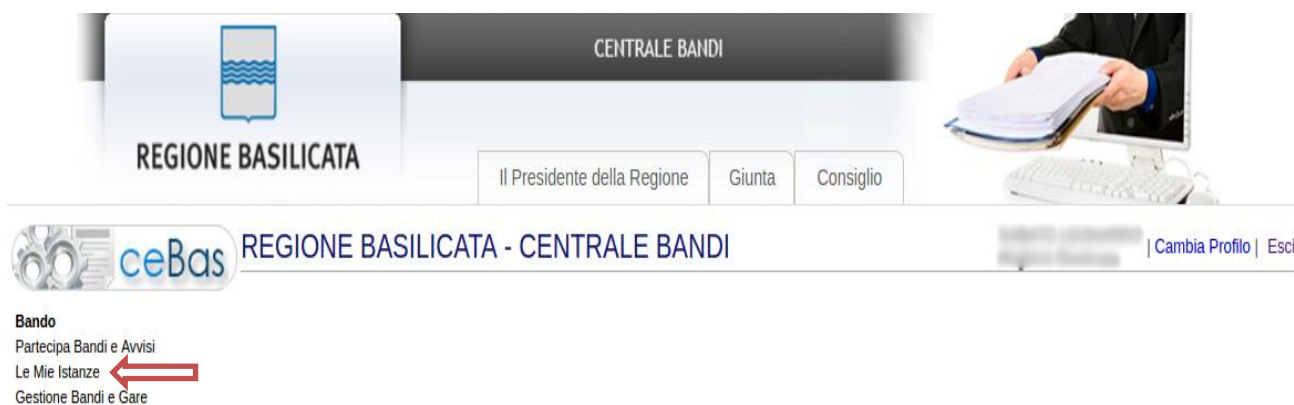 CENTRALE BANDI
REGIONE BASILICATA
Il Presidente della Regione Giunta Consiglio
ceBas REGIONE BASILICATA - CENTRALE BANDI | Cambia Profilo | Esci
Bando
Partecipa Bandi e Avvisi
Le Mie Istanze
Gestione Bandi e Gare